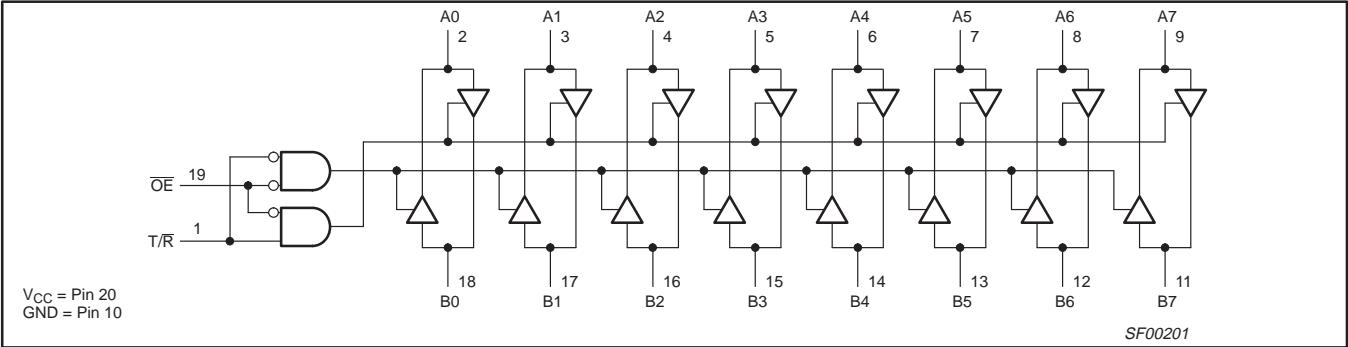 A0 A1 A2 A3 A4 A5 A6 A7
2 3 4 5 6 7 8 9
O̅E̅ 19
T/R̅ 1
18 17 16 15 14 13 12 11
B0 B1 B2 B3 B4 B5 B6 B7
VCC = Pin 20
GND = Pin 10
SF00201